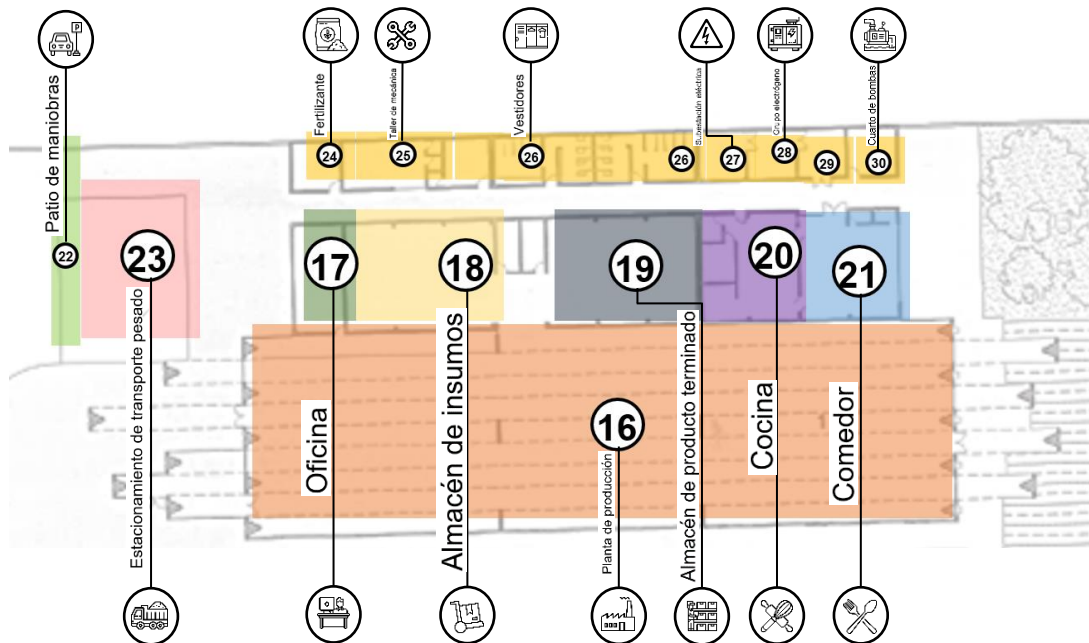 P
Patio de maniobras
Fertilizante
Taller de mecánica
Vestidores
Subestación eléctrica
Grupo electrógeno
Cuarto de bombas
24
25
26
26
27
28
29
30
22
23
17
18
19
20
21
16
Estacionamiento de transporte pesado
Oficina
Almacén de insumos
Planta de producción
Almacén de producto terminado
Cocina
Comedor